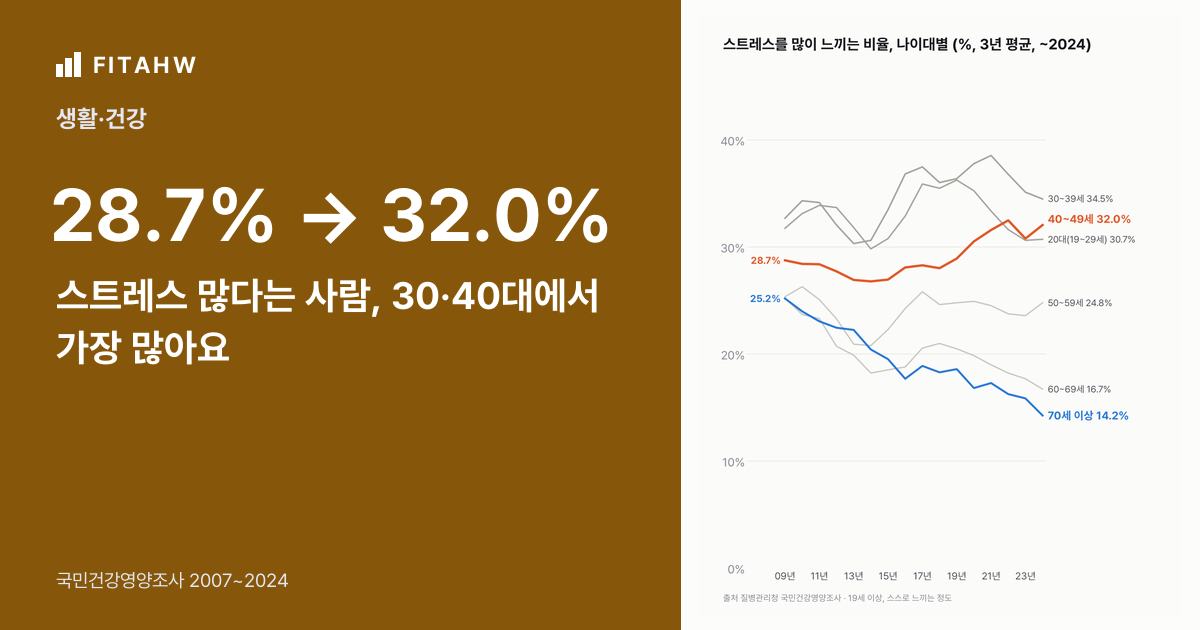 FITAHW
생활·건강
28.7% → 32.0%
스트레스 많다는 사람, 30·40대에서
가장 많아요
국민건강영양조사 2007~2024
스트레스를 많이 느끼는 비율, 나이대별 (%, 3년 평균, ~2024)
40%
30~39세 34.5%
40~49세 32.0%
20대(19~29세) 30.7%
30%
28.7%
25.2%
50~59세 24.8%
20%
60~69세 16.7%
70세 이상 14.2%
10%
0%
09년 11년 13년 15년 17년 19년 21년 23년
출처 질병관리청 국민건강영양조사 · 19세 이상, 스스로 느끼는 정도